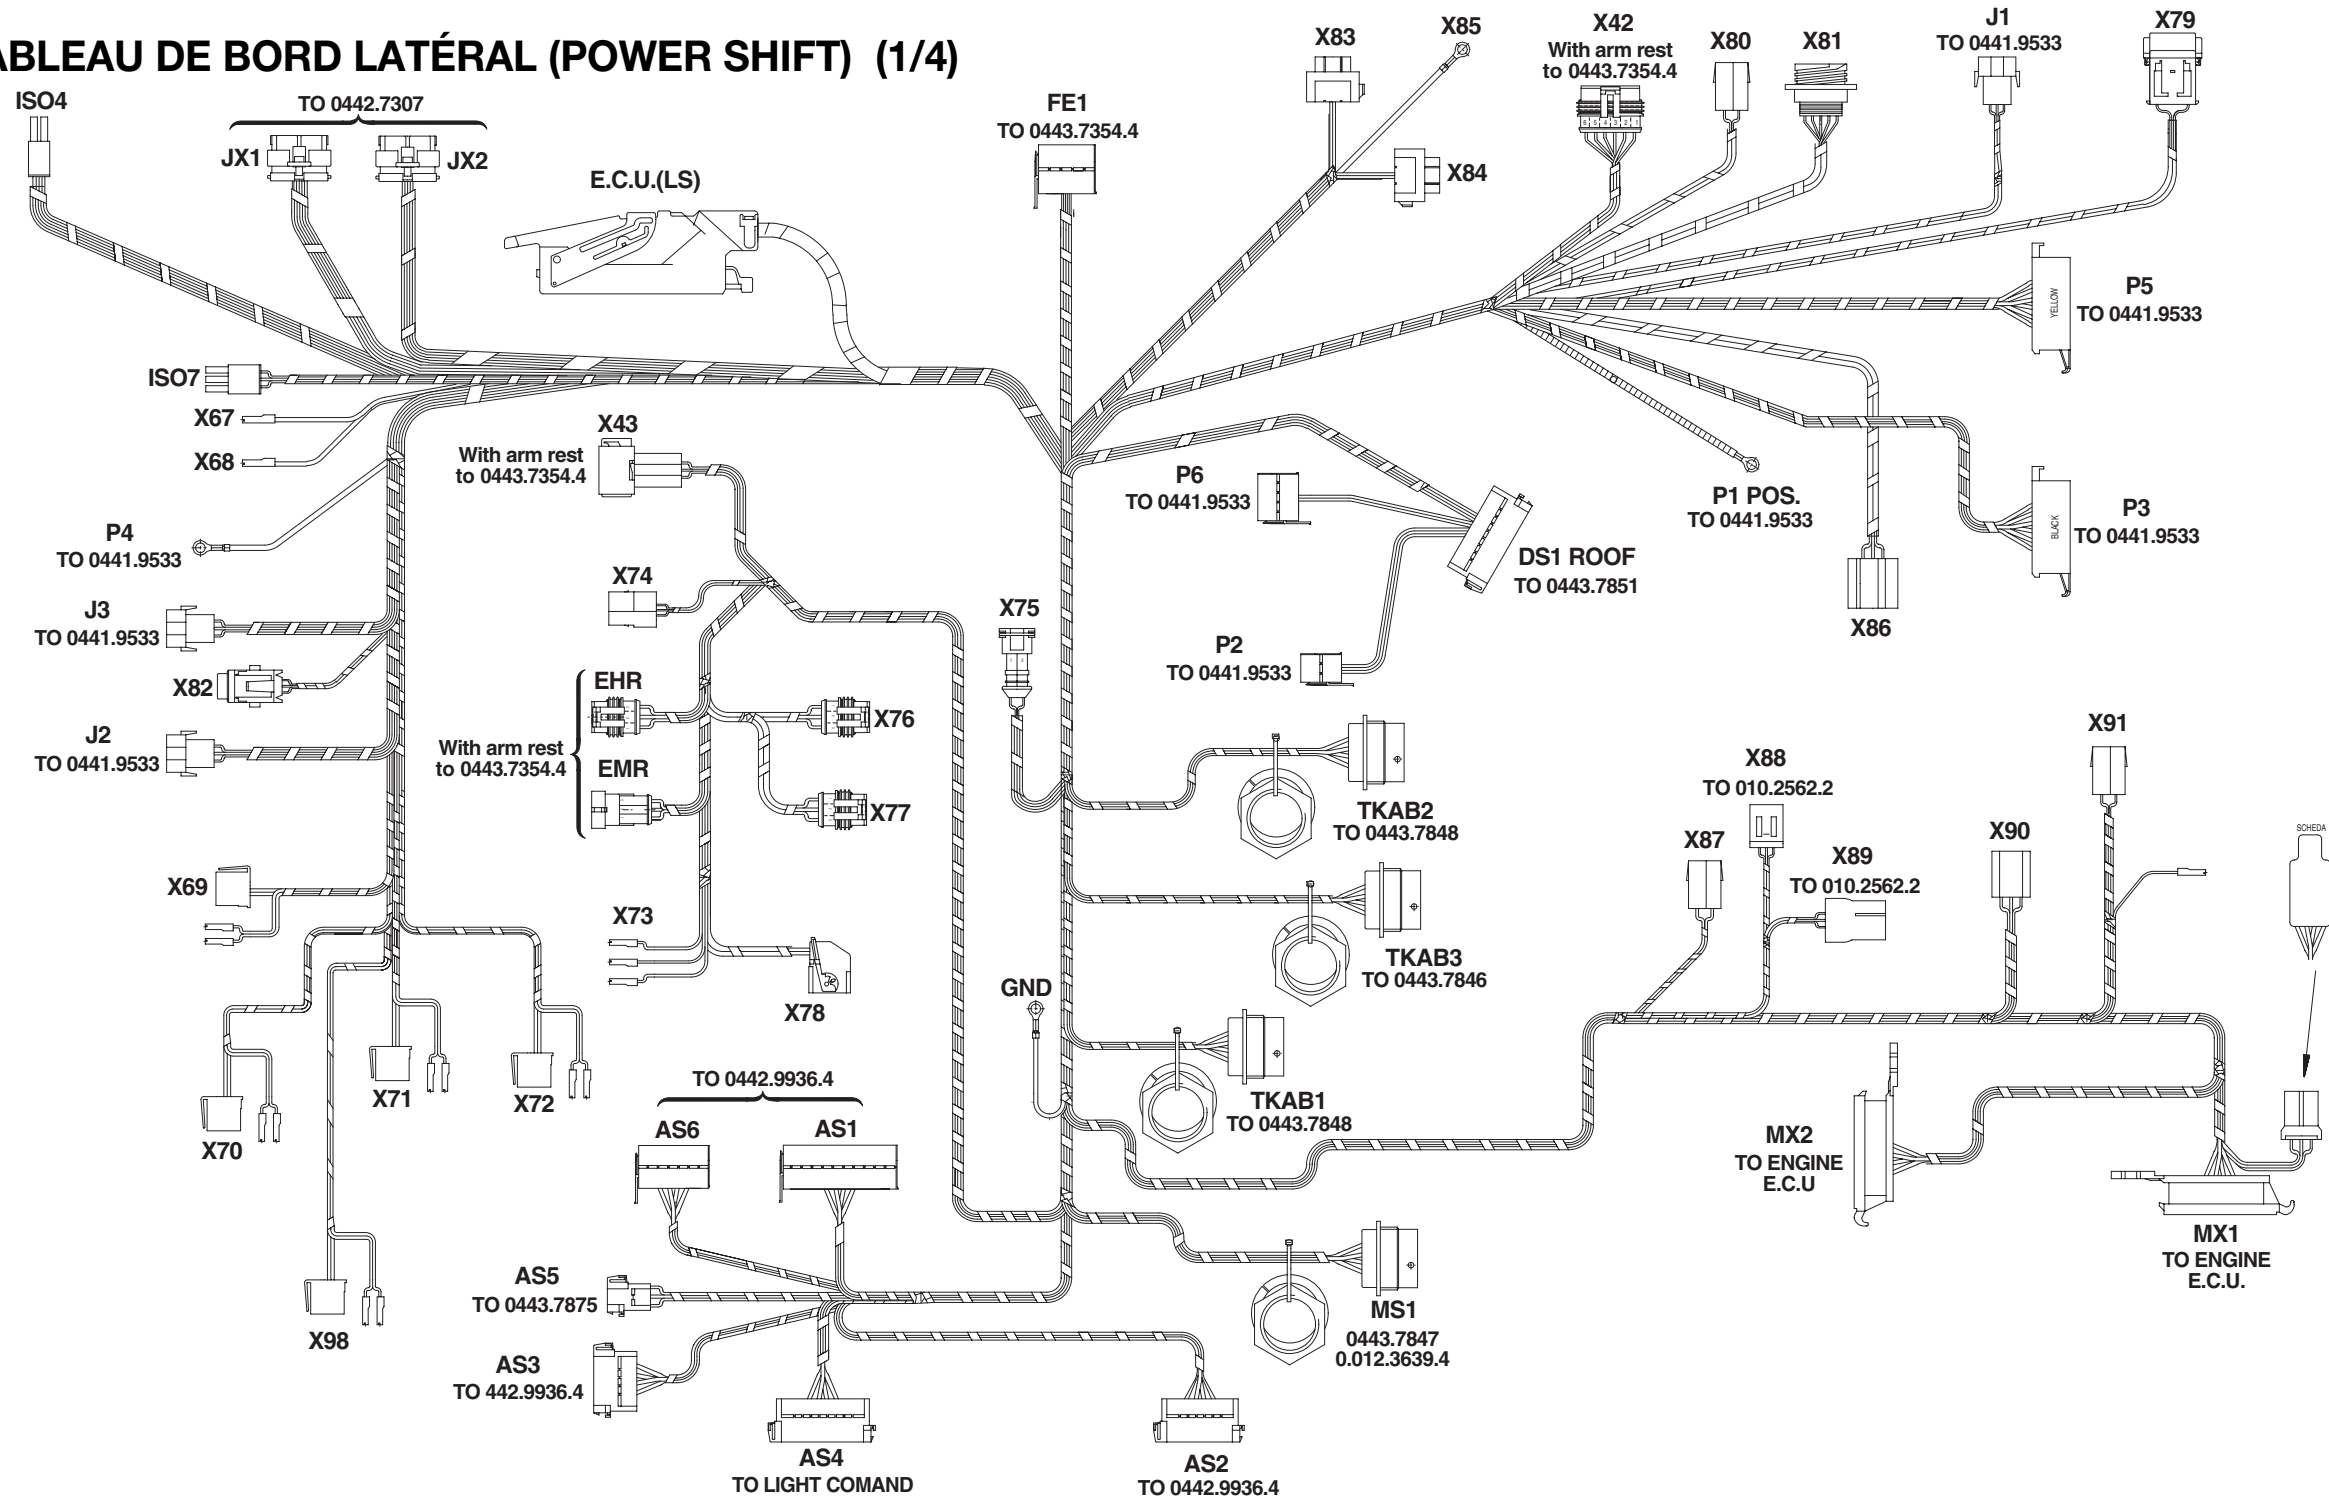 ABLEAU DE BORD LATÉRAL (POWER SHIFT) (1/4)
ISO4
TO 0442.7307
JX1
JX2
E.C.U.(LS)
FE1
TO 0443.7354.4
X83
X85
X84
X42
With arm rest
to 0443.7354.4
6 5 4 3 2 1
X80
X81
J1
TO 0441.9533
X79
YELLOW
P5
TO 0441.9533
ISO7
X67
X68
X43
With arm rest
to 0443.7354.4
P4
TO 0441.9533
P6
TO 0441.9533
P1 POS.
TO 0441.9533
BLACK
P3
TO 0441.9533
DS1 ROOF
TO 0443.7851
X86
J3
TO 0441.9533
X74
X75
1 2
P2
TO 0441.9533
X82
J2
TO 0441.9533
EHR
X76
With arm rest
to 0443.7354.4
EMR
X77
TKAB2
TO 0443.7848
X91
X88
TO 010.2562.2
X87
X89
TO 010.2562.2
X90
SCHEDA
X69
X73
X78
TKAB3
TO 0443.7846
GND
X71
X72
X70
TO 0442.9936.4
AS6
AS1
TKAB1
TO 0443.7848
MX2
TO ENGINE
E.C.U
MX1
TO ENGINE
E.C.U.
AS5
TO 0443.7875
MS1
0443.7847
0.012.3639.4
X98
AS3
TO 442.9936.4
AS4
TO LIGHT COMAND
AS2
TO 0442.9936.4